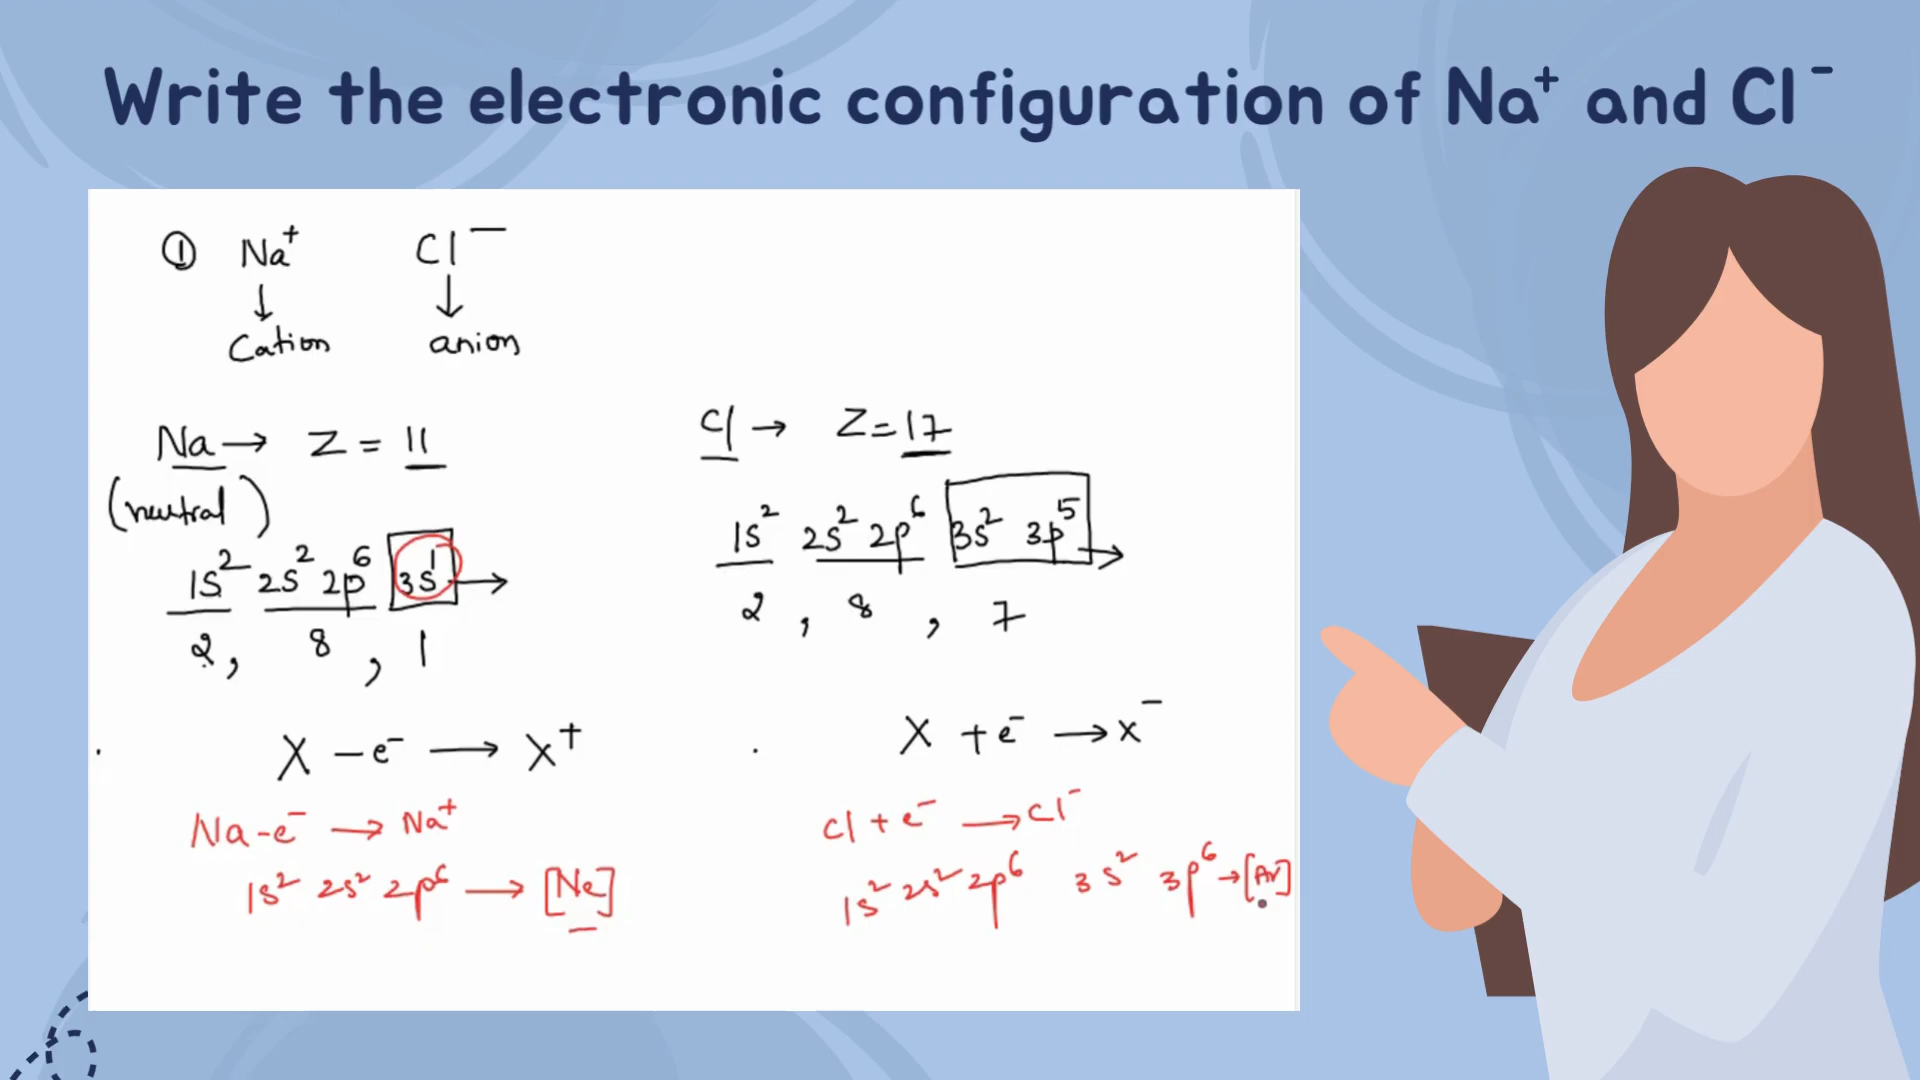 Write the electronic configuration of Na⁺ and Cl⁻
① Na⁺ Cl⁻
↓ ↓
Cation anion
Na → Z = 11
(neutral)
1s² 2s² 2p⁶ 3s¹ →
2, 8, 1
X – e⁻ → X⁺
Na - e⁻ → Na⁺
1s² 2s² 2p⁶ → [Ne]
Cl → Z = 17
1s² 2s² 2p⁶ 3s² 3p⁵ →
2, 8, 7
X + e⁻ → x⁻
Cl + e⁻ → Cl⁻
1s² 2s² 2p⁶ 3s² 3p⁶ → [Ar]